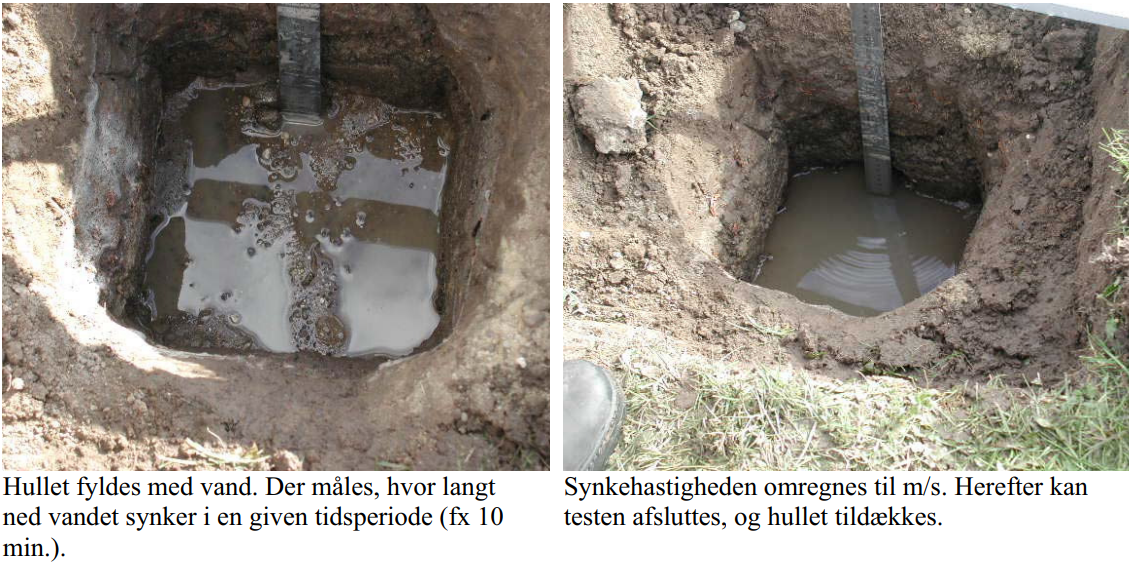 Hullet fyldes med vand. Der måles, hvor langt
ned vandet synker i en given tidsperiode (fx 10
min.).
Synkehastigheden omregnes til m/s. Herefter kan
testen afsluttes, og hullet tildækkes.